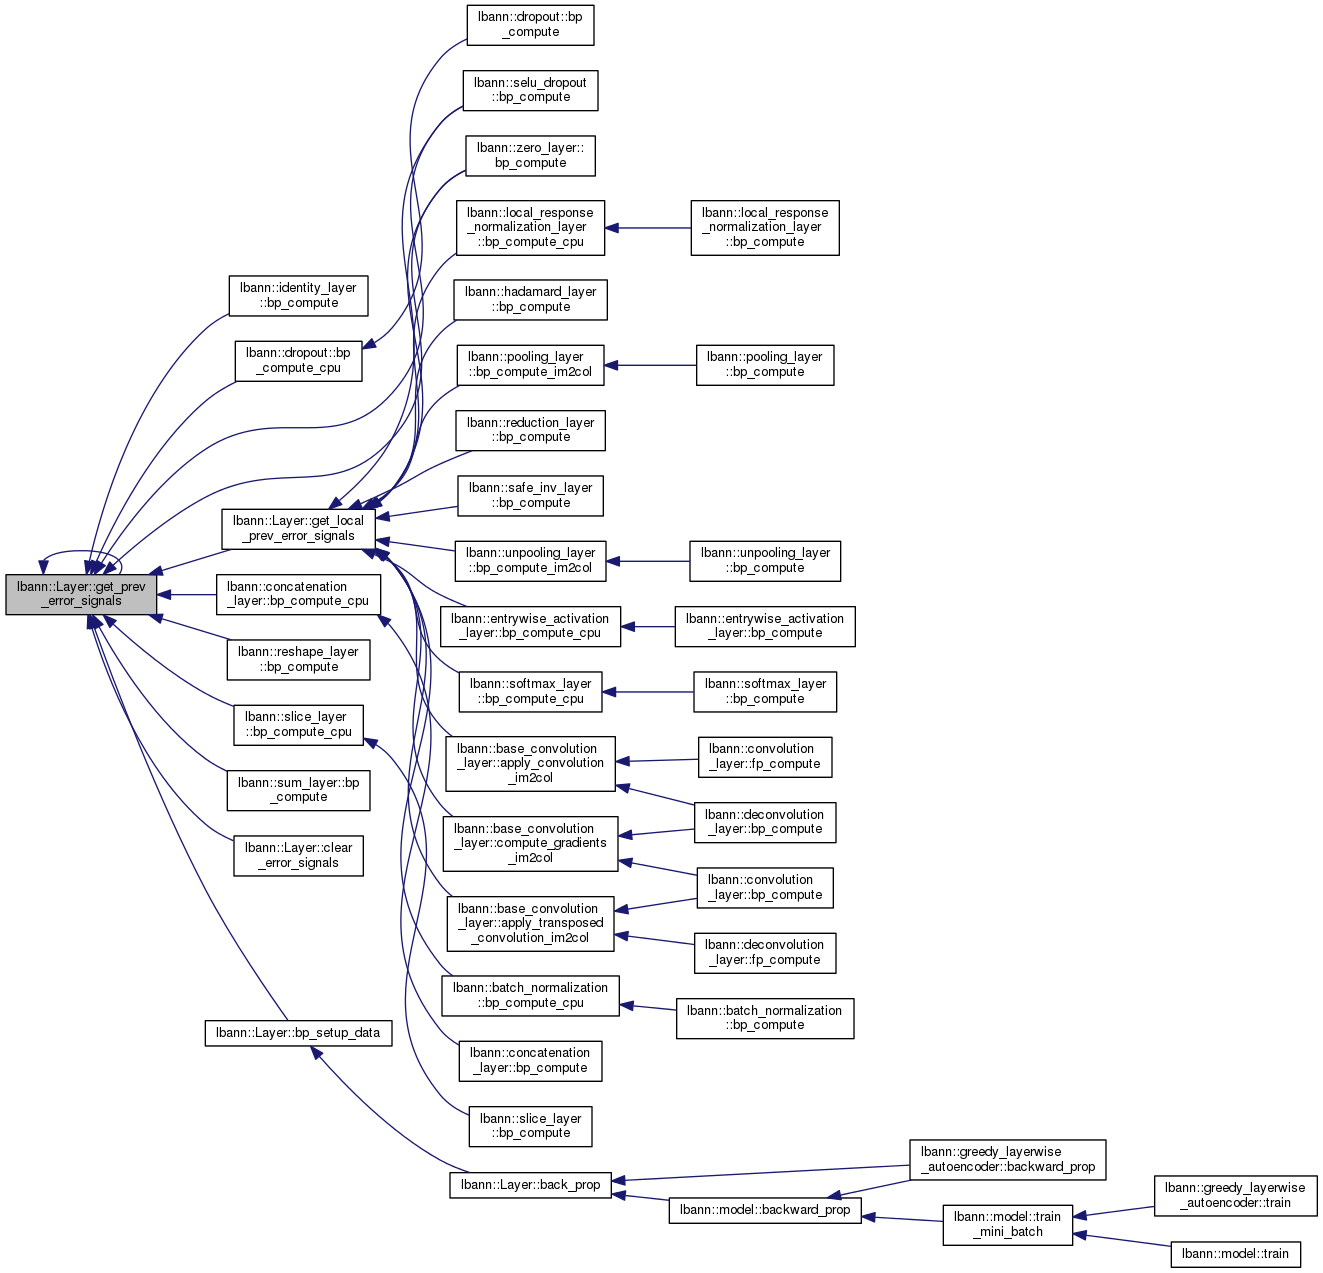 lbann::dropout::bp
_compute
lbann::selu_dropout
::bp_compute
lbann::zero_layer::
bp_compute
lbann::local_response
_normalization_layer
::bp_compute_cpu
lbann::local_response
_normalization_layer
::bp_compute
lbann::identity_layer
::bp_compute
lbann::hadamard_layer
::bp_compute
lbann::dropout::bp
_compute_cpu
lbann::pooling_layer
::bp_compute_im2col
lbann::pooling_layer
::bp_compute
lbann::reduction_layer
::bp_compute
lbann::safe_inv_layer
::bp_compute
lbann::Layer::get_local
_prev_error_signals
lbann::unpooling_layer
::bp_compute_im2col
lbann::unpooling_layer
::bp_compute
lbann::Layer::get_prev
_error_signals
lbann::concatenation
_layer::bp_compute_cpu
lbann::entrywise_activation
_layer::bp_compute_cpu
lbann::entrywise_activation
_layer::bp_compute
lbann::reshape_layer
::bp_compute
lbann::softmax_layer
::bp_compute_cpu
lbann::softmax_layer
::bp_compute
lbann::slice_layer
::bp_compute_cpu
lbann::base_convolution
_layer::apply_convolution
_im2col
lbann::convolution
_layer::fp_compute
lbann::sum_layer::bp
_compute
lbann::deconvolution
_layer::bp_compute
lbann::base_convolution
_layer::compute_gradients
_im2col
lbann::Layer::clear
_error_signals
lbann::convolution
_layer::bp_compute
lbann::base_convolution
_layer::apply_transposed
_convolution_im2col
lbann::deconvolution
_layer::fp_compute
lbann::batch_normalization
::bp_compute_cpu
lbann::batch_normalization
::bp_compute
lbann::Layer::bp_setup_data
lbann::concatenation
_layer::bp_compute
lbann::slice_layer
::bp_compute
lbann::Layer::back_prop
lbann::greedy_layerwise
_autoencoder::backward_prop
lbann::model::backward_prop
lbann::model::train
_mini_batch
lbann::greedy_layerwise
_autoencoder::train
lbann::model::train